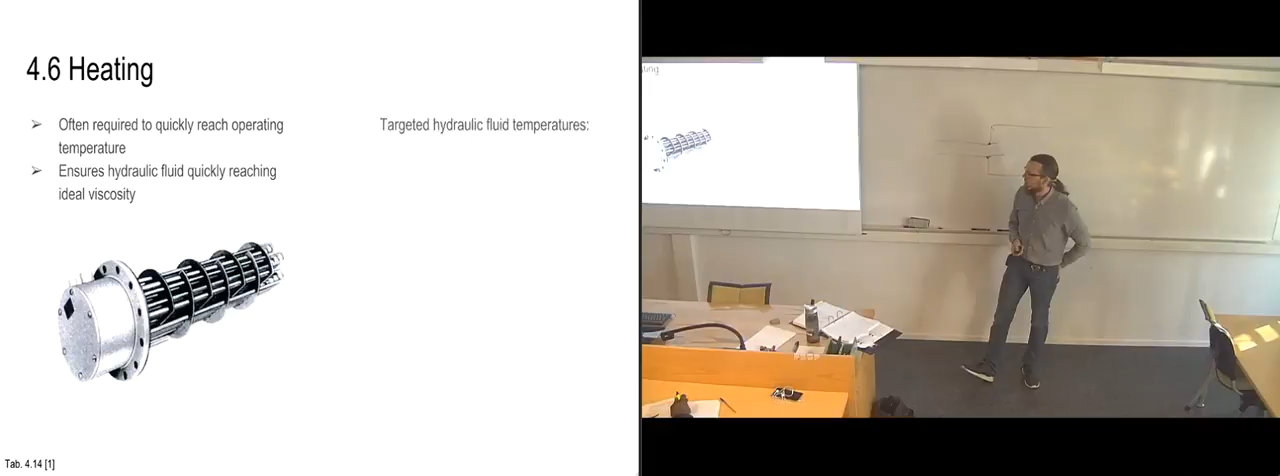 4.6 Heating
➢ Often required to quickly reach operating
temperature
➢ Ensures hydraulic fluid quickly reaching
ideal viscosity
Targeted hydraulic fluid temperatures:
Tab. 4.14 [1]